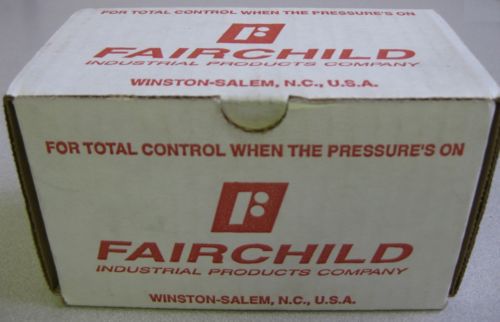 FOR TOTAL CONTROL WHEN THE PRESSURE'S ON
FAIRCHILD
INDUSTRIAL PRODUCTS COMPANY
WINSTON-SALEM, N.C., U.S.A.
FOR TOTAL CONTROL WHEN THE PRESSURE'S ON
FAIRCHILD
INDUSTRIAL PRODUCTS COMPANY
WINSTON-SALEM, N.C., U.S.A.